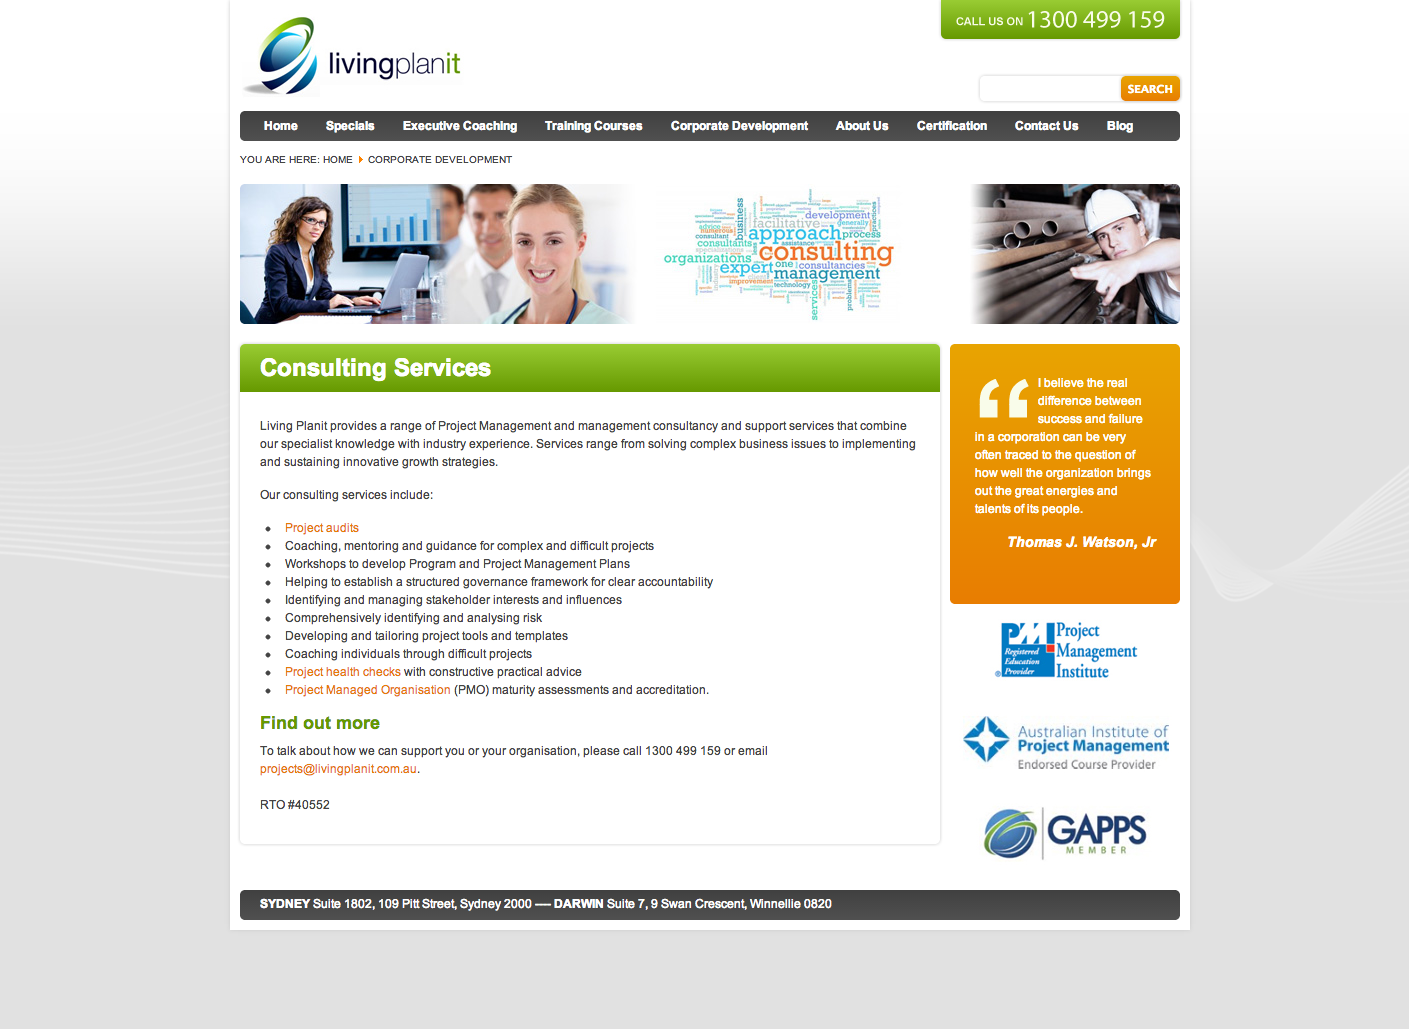 CALL US ON 1300 499 159
livingplanit
SEARCH
Home Specials Executive Coaching Training Courses Corporate Development About Us Certification Contact Us Blog
YOU ARE HERE: HOME CORPORATE DEVELOPMENT
business
development
practices
facilitative
generally
advice
numerous
consultant
approach
process
consultants
assistance
consulting
organizations
expert
one
consultancies
management
improvement
technology
services
problems
Consulting Services
Living Planit provides a range of Project Management and management consultancy and support services that combine
our specialist knowledge with industry experience. Services range from solving complex business issues to implementing
and sustaining innovative growth strategies.
Our consulting services include:
Project audits
Coaching, mentoring and guidance for complex and difficult projects
Workshops to develop Program and Project Management Plans
Helping to establish a structured governance framework for clear accountability
Identifying and managing stakeholder interests and influences
Comprehensively identifying and analysing risk
Developing and tailoring project tools and templates
Coaching individuals through difficult projects
Project health checks with constructive practical advice
Project Managed Organisation (PMO) maturity assessments and accreditation.
Find out more
To talk about how we can support you or your organisation, please call 1300 499 159 or email
projects@livingplanit.com.au.
RTO #40552
“ I believe the real
difference between
success and failure
in a corporation can be very
often traced to the question of
how well the organization brings
out the great energies and
talents of its people.
Thomas J. Watson, Jr
PMI Project
Management
Institute
Registered
Education
Provider
®
Australian Institute of
Project Management
Endorsed Course Provider
GAPPS
MEMBER
SYDNEY Suite 1802, 109 Pitt Street, Sydney 2000 ---- DARWIN Suite 7, 9 Swan Crescent, Winnellie 0820